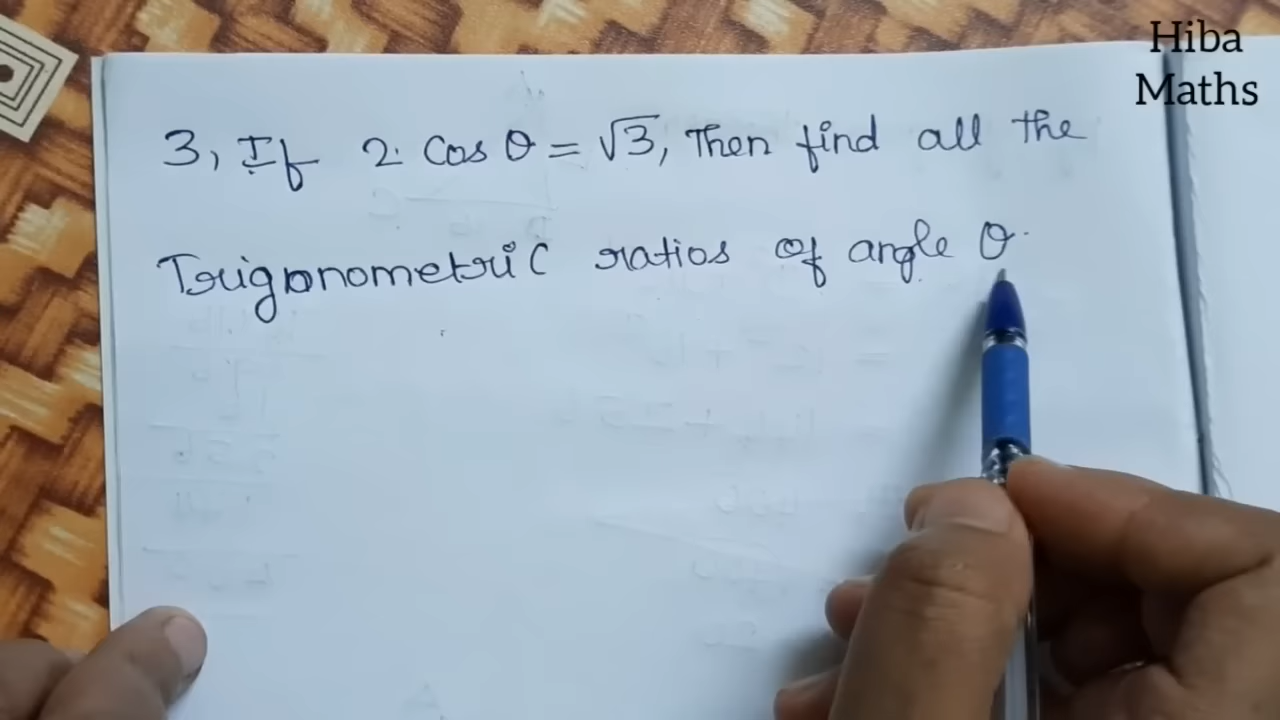 Hiba
Maths
3, If 2 cos θ = √3, Then find all the
Trigonometric ratios of angle θ.